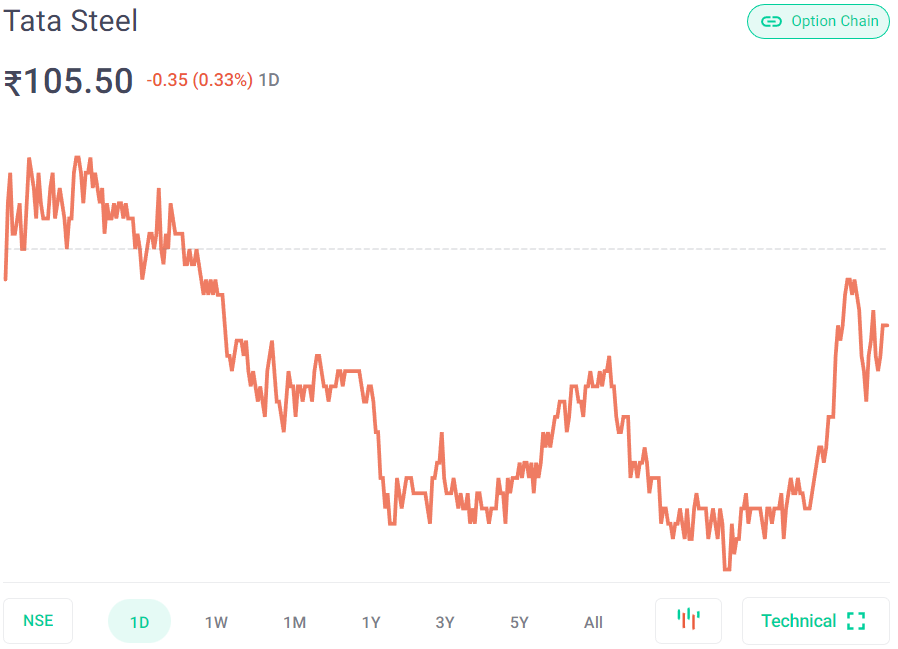 Tata Steel
Option Chain
₹105.50 -0.35 (0.33%) 1D
NSE 1D 1W 1M 1Y 3Y 5Y All Technical